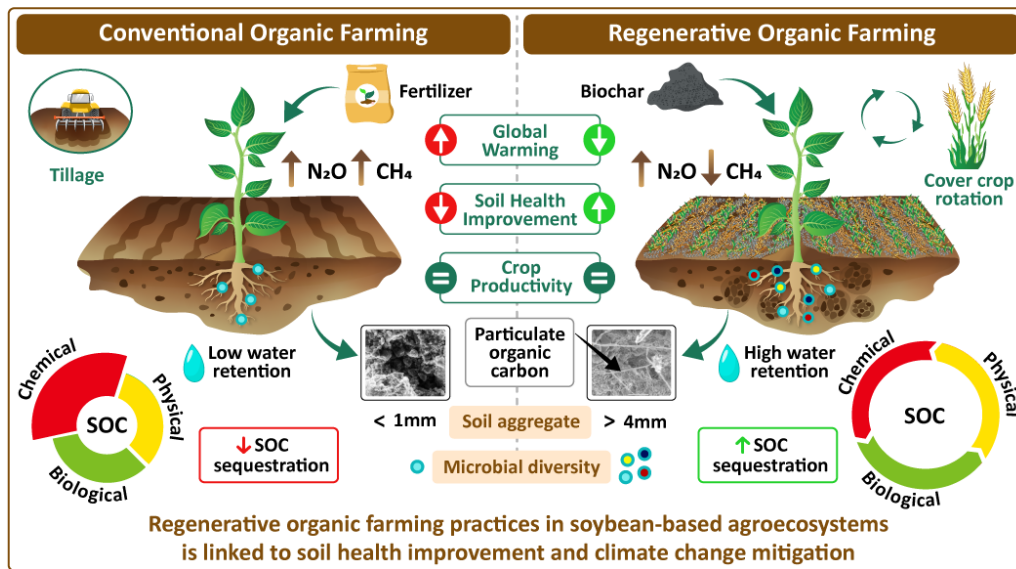 Conventional Organic Farming
Regenerative Organic Farming
Tillage
Fertilizer
N₂O
CH₄
Global
Warming
Soil Health
Improvement
Crop
Productivity
Biochar
N₂O
CH₄
Cover crop
rotation
Low water
retention
Particulate
organic
carbon
High water
retention
< 1mm
Soil aggregate
> 4mm
Microbial diversity
Chemical
Physical
Biological
SOC
↓ SOC
sequestration
↑ SOC
sequestration
Chemical
Physical
Biological
SOC
Regenerative organic farming practices in soybean-based agroecosystems
is linked to soil health improvement and climate change mitigation